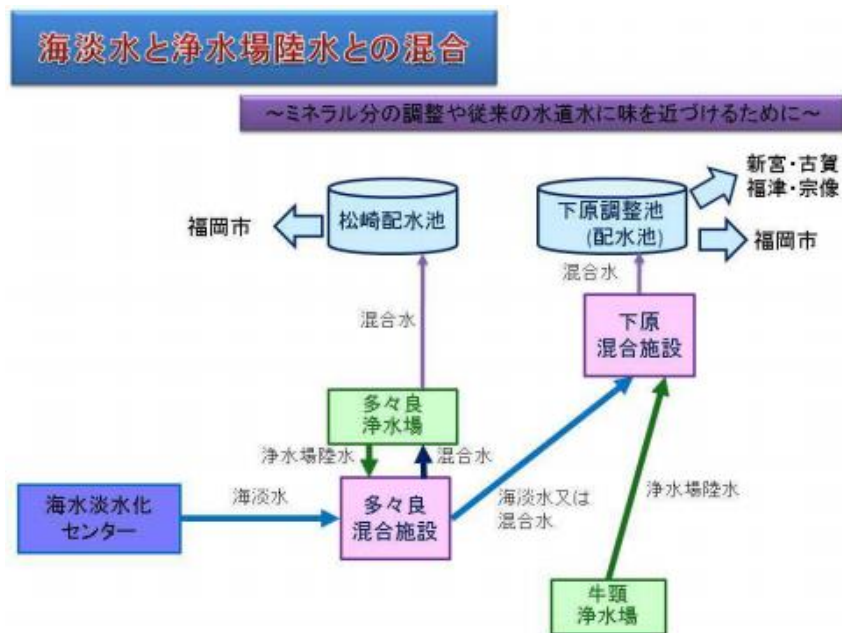 海淡水と浄水場陸水との混合
～ミネラル分の調整や従来の水道水に味を近づけるために～
新宮・古賀
福津・宗像
福岡市
松崎配水池
下原調整池
(配水池)
福岡市
混合水
混合水
下原
混合施設
多々良
浄水場
浄水場陸水
混合水
海水淡水化
センター
海淡水
多々良
混合施設
海淡水又は
混合水
浄水場陸水
牛頸
浄水場